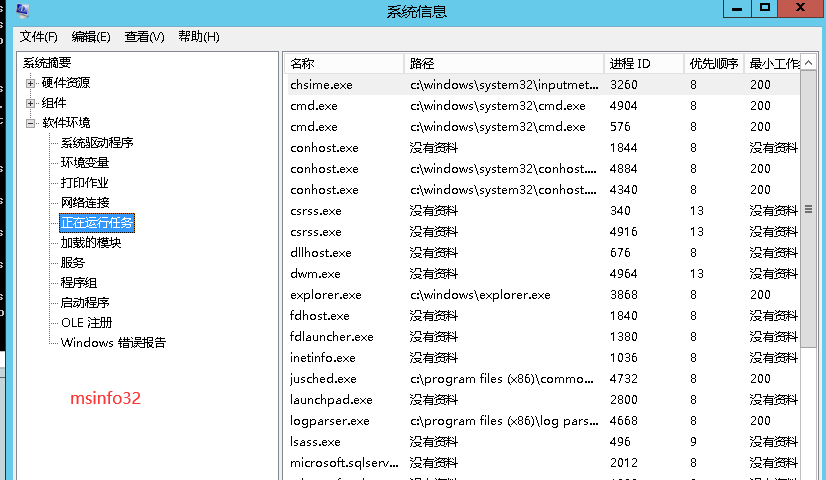 系统信息
文件(F) 编辑(E) 查看(V) 帮助(H)
系统摘要
硬件资源
组件
软件环境
系统驱动程序
环境变量
打印作业
网络连接
正在运行任务
加载的模块
服务
程序组
启动程序
OLE 注册
Windows 错误报告
msinfo32
名称 路径 进程 ID 优先顺序 最小工作
chsime.exe c:\windows\system32\inputmet... 3260 8 200
cmd.exe c:\windows\system32\cmd.exe 4904 8 200
cmd.exe c:\windows\system32\cmd.exe 576 8 200
conhost.exe 没有资料 1844 8 没有资料
conhost.exe c:\windows\system32\conhost.... 4884 8 200
conhost.exe c:\windows\system32\conhost.... 4340 8 200
csrss.exe 没有资料 340 13 没有资料
csrss.exe 没有资料 4916 13 没有资料
dllhost.exe 没有资料 676 8 没有资料
dwm.exe 没有资料 4964 13 没有资料
explorer.exe c:\windows\explorer.exe 3868 8 200
fdhost.exe 没有资料 1840 8 没有资料
fdlauncher.exe 没有资料 1380 8 没有资料
inetinfo.exe 没有资料 1036 8 没有资料
jusched.exe c:\program files (x86)\commo... 4732 8 200
launchpad.exe 没有资料 2800 8 没有资料
logparser.exe c:\program files (x86)\log pars... 4668 8 200
lsass.exe 没有资料 496 9 没有资料
microsoft.sqlserv... 没有资料 2012 8 没有资料